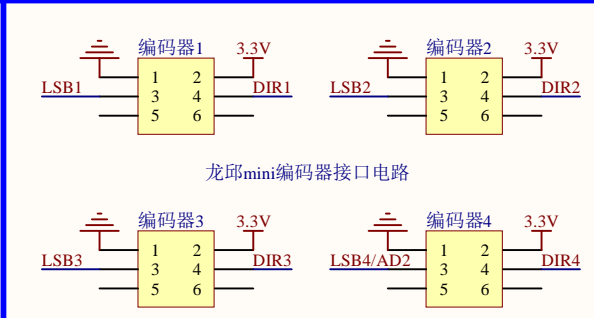 编码器1 3.3V 编码器2 3.3V
1 2 1 2
LSB1 3 4 DIR1 LSB2 3 4 DIR2
5 6 5 6
龙邱mini编码器接口电路
编码器3 3.3V 编码器4 3.3V
1 2 1 2
LSB3 3 4 DIR3 LSB4/AD2 3 4 DIR4
5 6 5 6